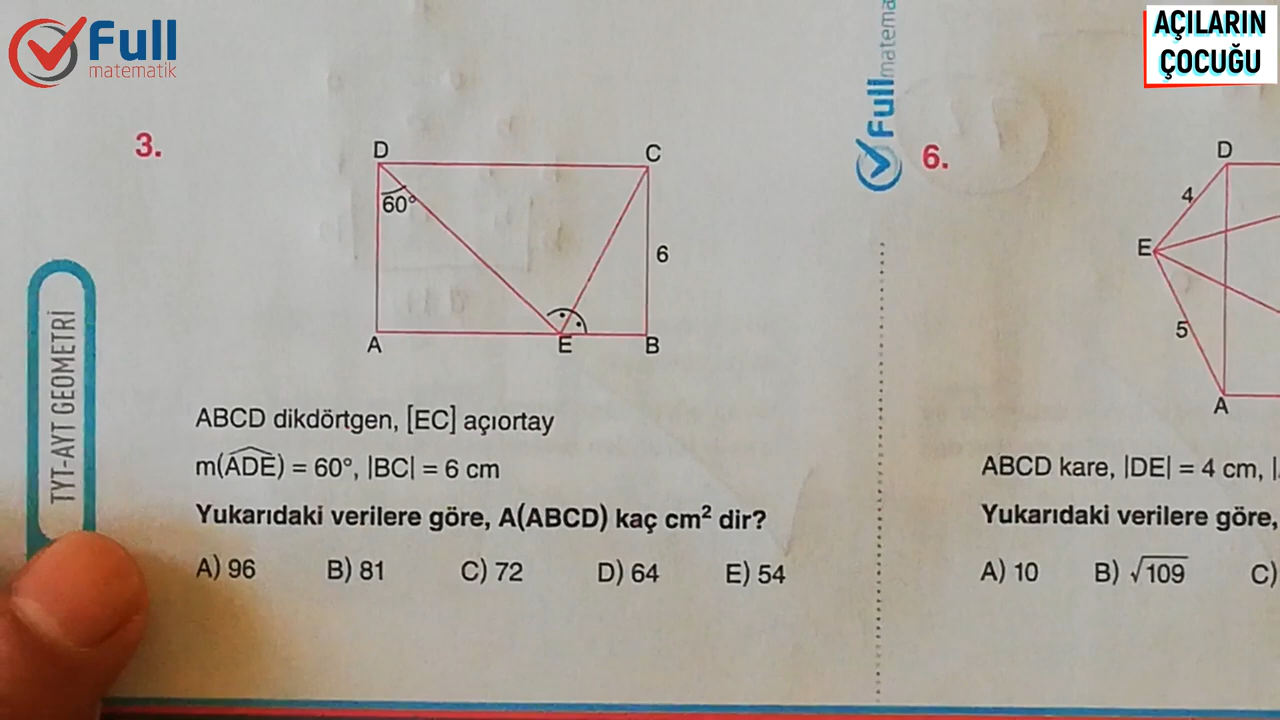 Full
matematik
AÇILARIN
ÇOCUĞU
Full
3.
D
C
60°
6
A
E
B
ABCD dikdörtgen, [EC] açıortay
m(ADE) = 60°, |BC| = 6 cm
Yukarıdaki verilere göre, A(ABCD) kaç cm² dir?
A) 96 B) 81 C) 72 D) 64 E) 54
TYT-AYT GEOMETRİ
6.
D
4
E
5
A
ABCD kare, |DE| = 4 cm,
Yukarıdaki verilere göre,
A) 10 B) √109 C)